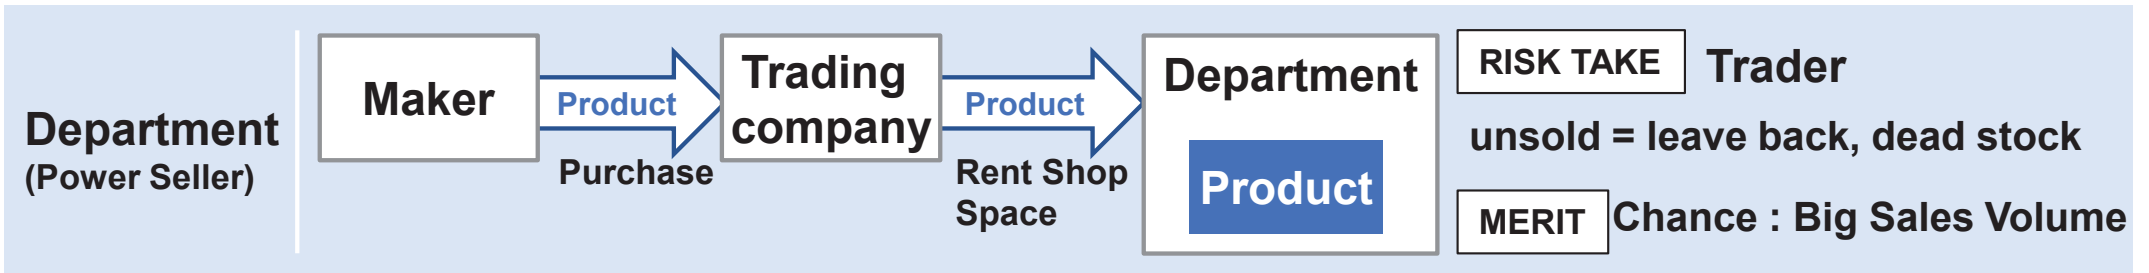 Department
(Power Seller)
Maker
Product
Purchase
Trading
company
Product
Rent Shop
Space
Department
Product
RISK TAKE
Trader
unsold = leave back, dead stock
MERIT
Chance : Big Sales Volume